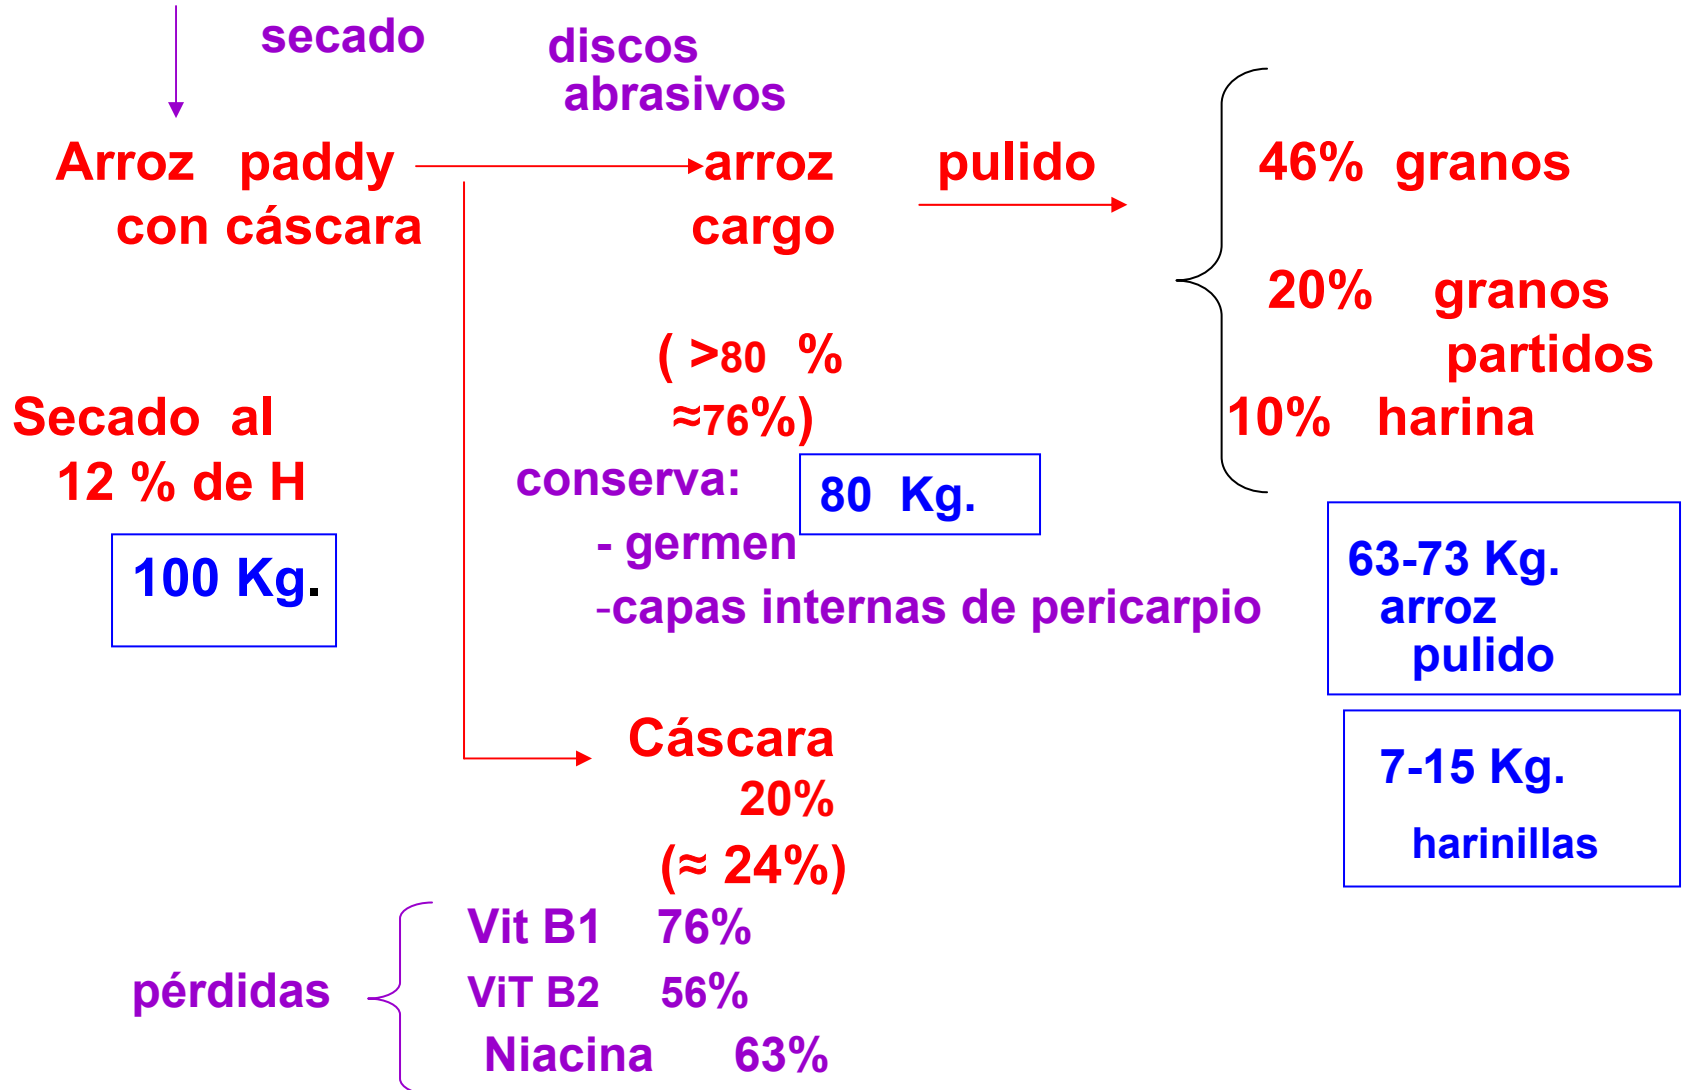 secado
discos
abrasivos
Arroz paddy
con cáscara
arroz
cargo
pulido
46% granos
20% granos
partidos
10% harina
( >80 %
≈76%)
Secado al
12 % de H
100 Kg.
conserva:
80 Kg.
- germen
-capas internas de pericarpio
63-73 Kg.
arroz
pulido
7-15 Kg.
harinillas
Cáscara
20%
(≈ 24%)
pérdidas
Vit B1 76%
ViT B2 56%
Niacina 63%